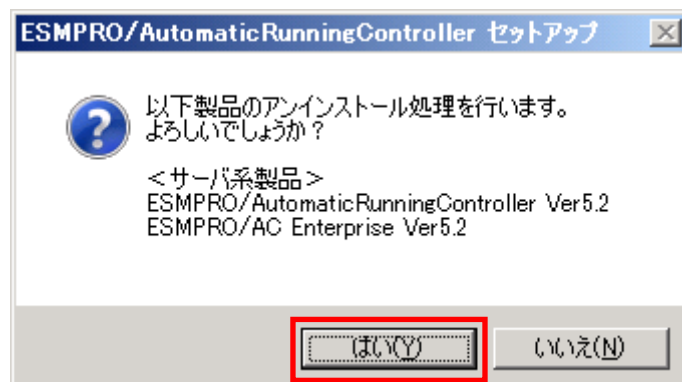 ESMPRO/AutomaticRunningController セットアップ
以下製品のアンインストール処理を行います。
よろしいでしょうか？
＜サーバ系製品＞
ESMPRO/AutomaticRunningController Ver5.2
ESMPRO/AC Enterprise Ver5.2
はい(Y) いいえ(N)